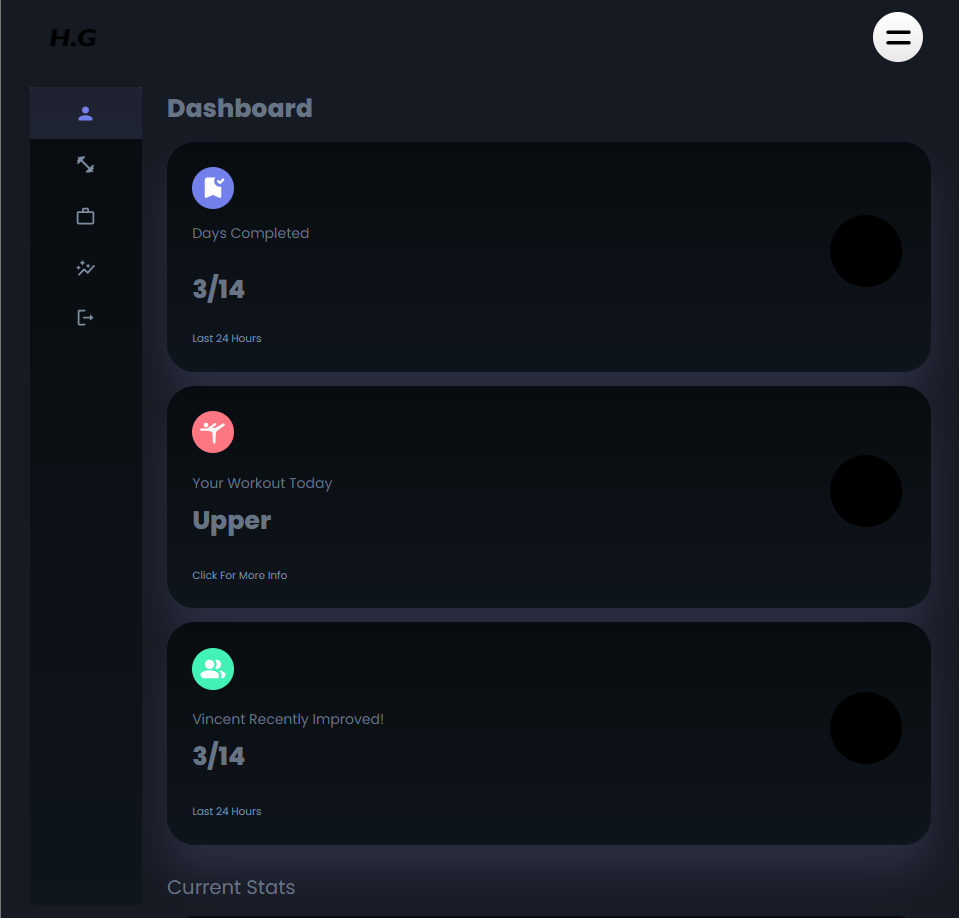 H.G
Dashboard
Days Completed
3/14
Last 24 Hours
Your Workout Today
Upper
Click For More Info
Vincent Recently Improved!
3/14
Last 24 Hours
Current Stats